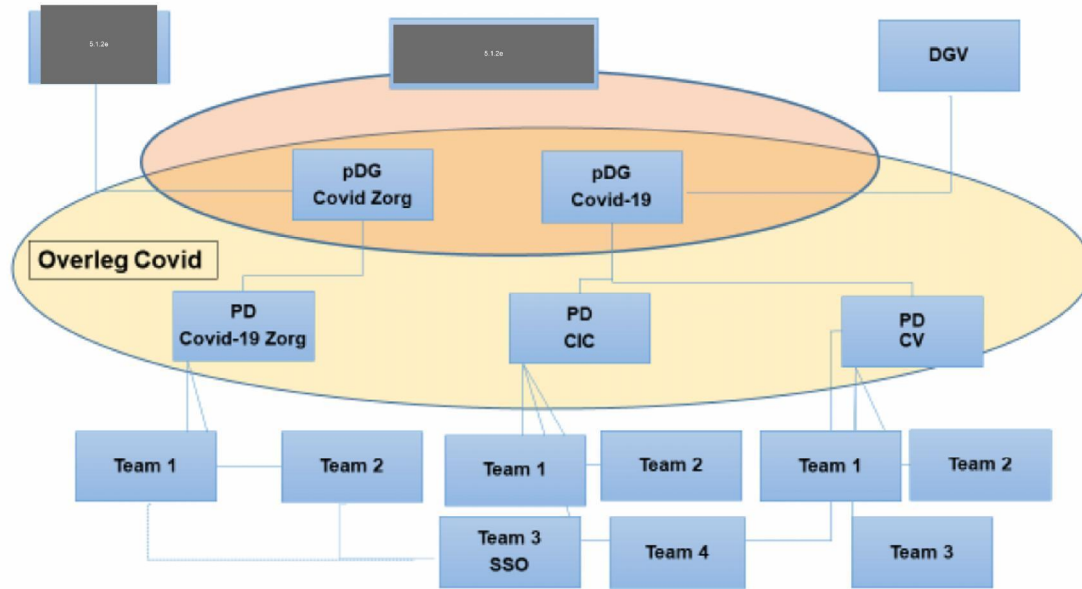 5.1.2e
5.1.2e
DGV
pDG
Covid Zorg
pDG
Covid-19
Overleg Covid
PD
Covid-19 Zorg
PD
CIC
PD
CV
Team 1
Team 2
Team 1
Team 2
Team 1
Team 2
Team 3
SSO
Team 4
Team 3